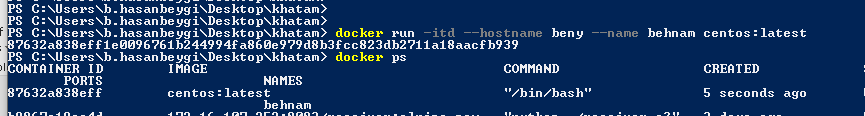 PS C:\Users\b.hasanbeygi\Desktop\khatam>
PS C:\Users\b.hasanbeygi\Desktop\khatam>
PS C:\Users\b.hasanbeygi\Desktop\khatam> docker run -itd --hostname beny --name behnam centos:latest
87632a838eff1e0096761b244994fa860e979d8b3fcc823db2711a18aacfb939
PS C:\Users\b.hasanbeygi\Desktop\khatam> docker ps
CONTAINER ID IMAGE COMMAND CREATED
PORTS NAMES
87632a838eff centos:latest "/bin/bash" 5 seconds ago
behnam